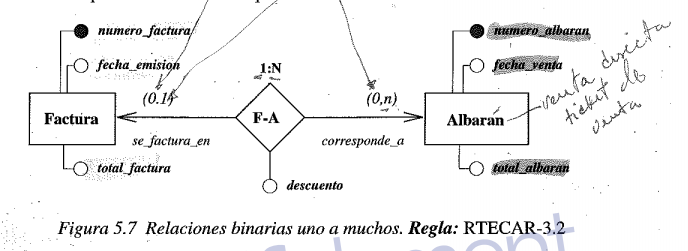 numero_factura
fecha_emision
(0.1)
Factura
se_factura_en
total_factura
1:N
F-A
descuento
(0,n)
corresponde_a
numero_albaran
fecha_venta
Albaran
total_albaran
venta directa
ticket de
venta
Figura 5.7 Relaciones binarias uno a muchos. Regla: RTECAR-3.2